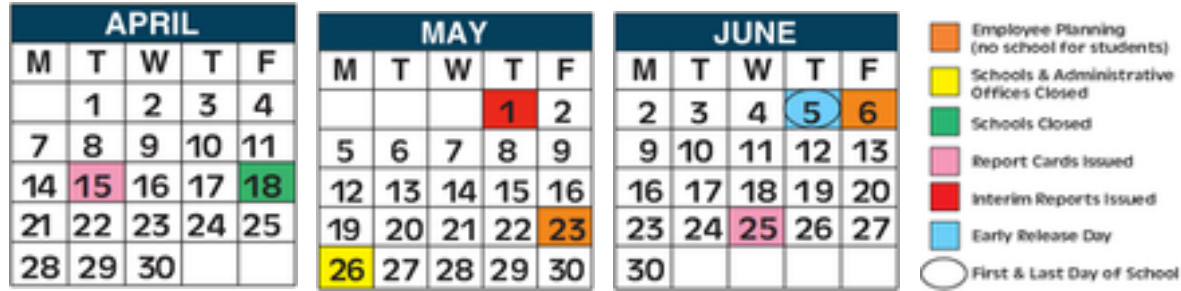 APRIL
M T W T F
1 2 3 4
7 8 9 10 11
14 15 16 17 18
21 22 23 24 25
28 29 30
MAY
M T W T F
1 2
5 6 7 8 9
12 13 14 15 16
19 20 21 22 23
26 27 28 29 30
JUNE
M T W T F
2 3 4 5 6
9 10 11 12 13
16 17 18 19 20
23 24 25 26 27
30
Employee Planning
(no school for students)
Schools & Administrative
Offices Closed
Schools Closed
Report Cards Issued
Interim Reports Issued
Early Release Day
First & Last Day of School